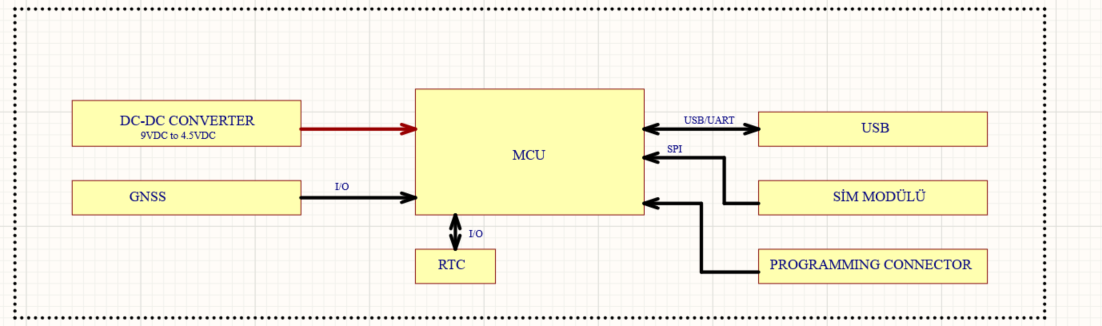 DC-DC CONVERTER
9VDC to 4.5VDC
GNSS
I/O
MCU
I/O
RTC
USB/UART
USB
SPI
SİM MODÜLÜ
PROGRAMMING CONNECTOR